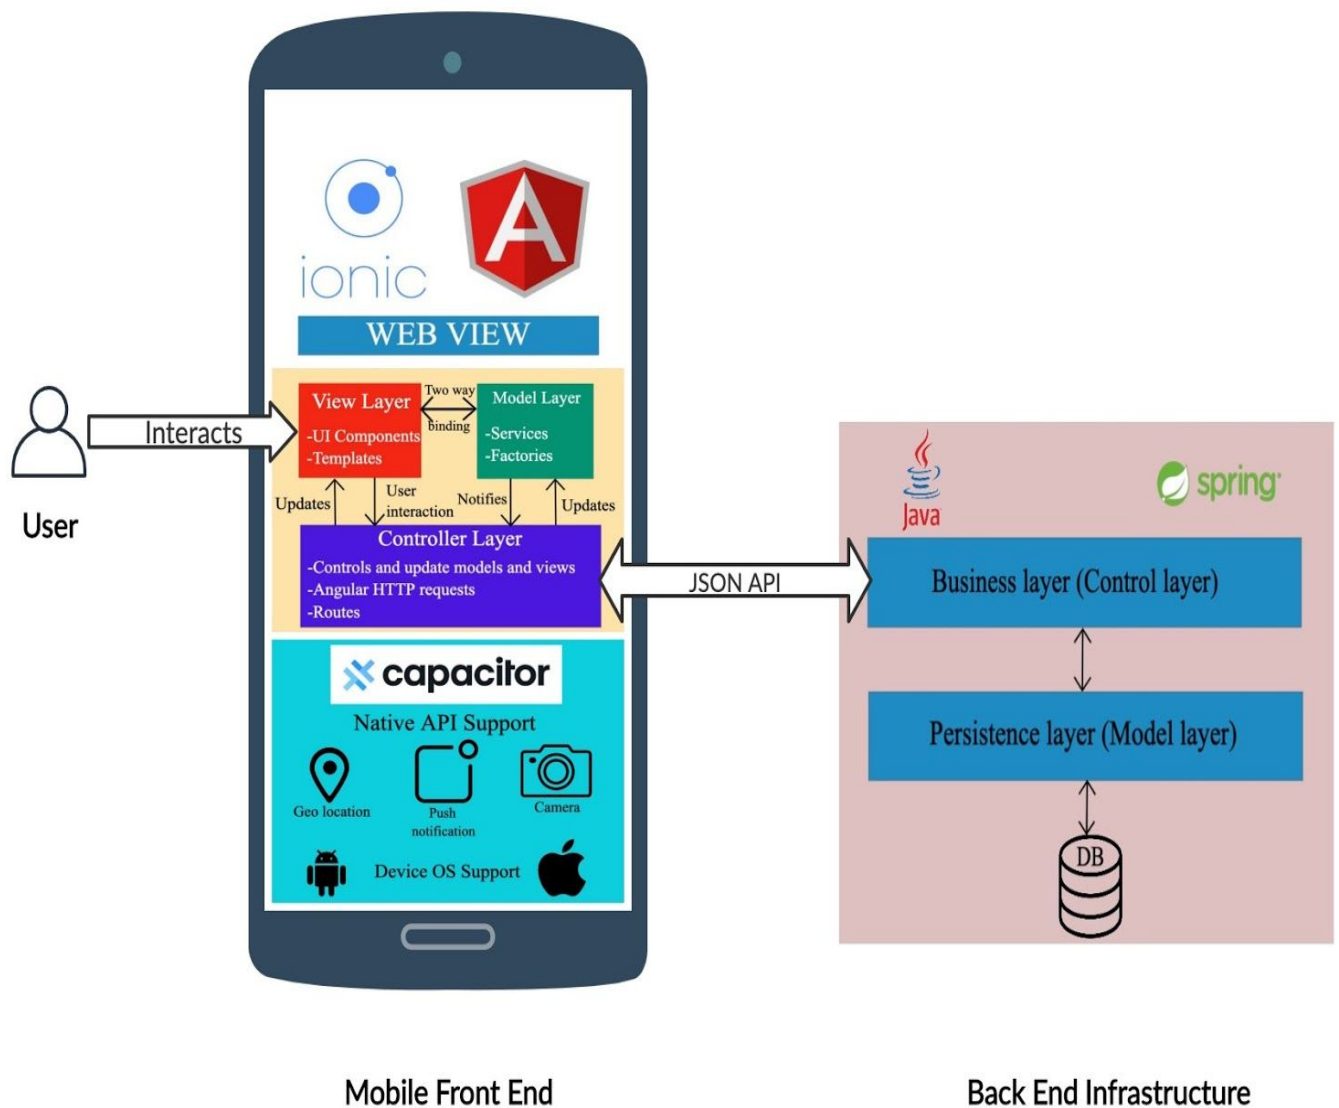 ionic
A
WEB VIEW
View Layer
-UI Components
-Templates
Two way
binding
Model Layer
-Services
-Factories
Interacts
User
Updates
User
interaction
Notifies
Updates
Controller Layer
-Controls and update models and views
-Angular HTTP requests
-Routes
JSON API
capacitor
Native API Support
Geo location
Push
notification
Camera
Device OS Support
Java
spring
Business layer (Control layer)
Persistence layer (Model layer)
DB
Mobile Front End
Back End Infrastructure